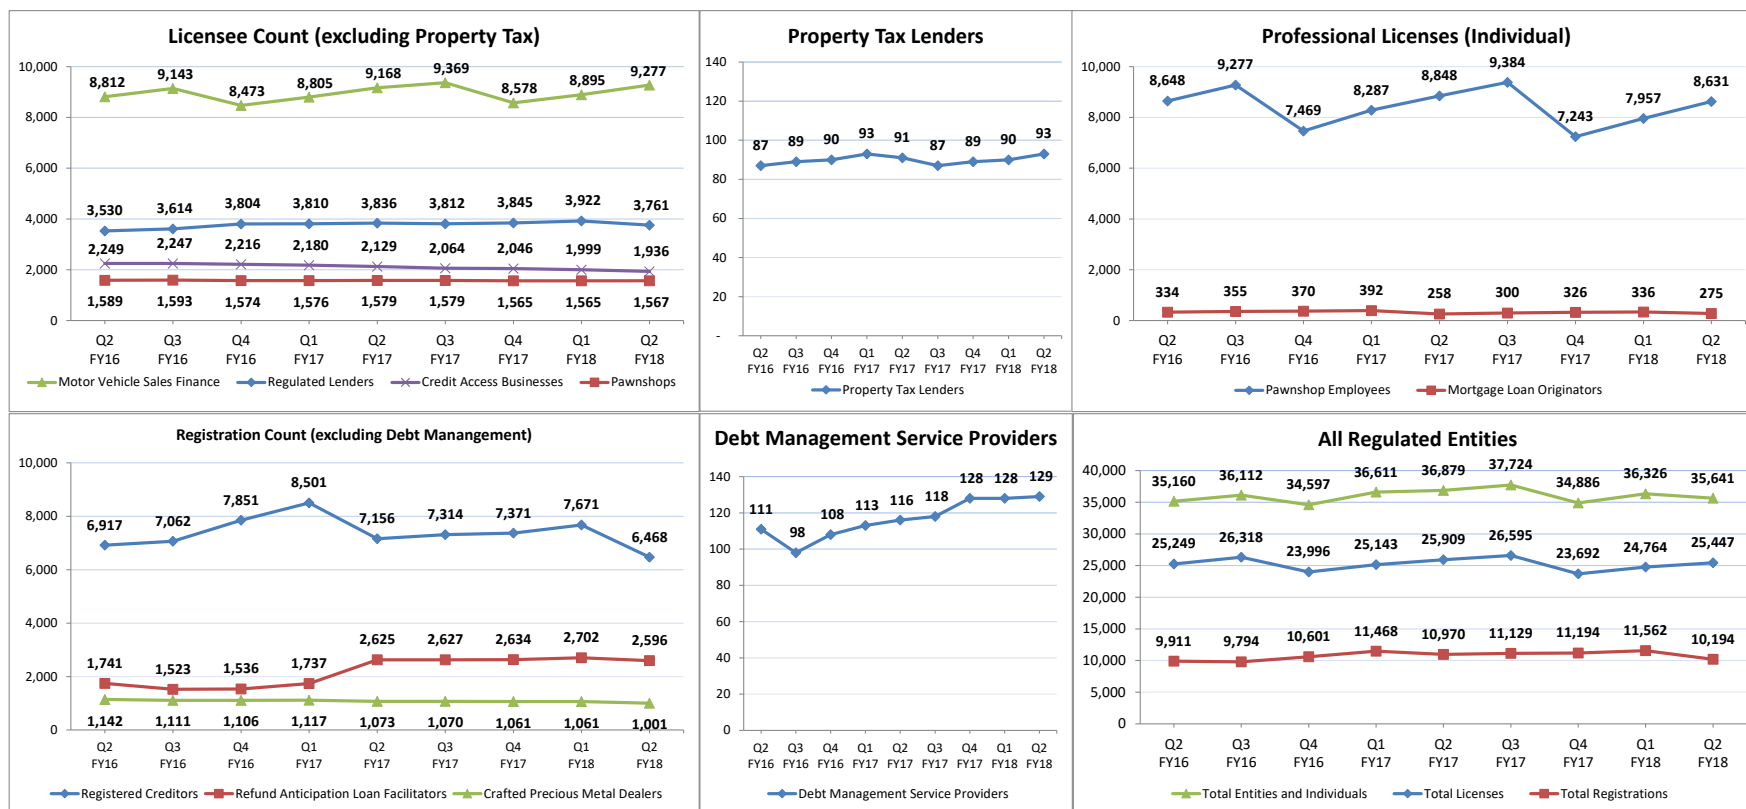 Licensee Count (excluding Property Tax)
10,000
8,000
6,000
4,000
2,000
0
8,812 9,143 8,473 8,805 9,168 9,369 8,578 8,895 9,277
3,530 3,614 3,804 3,810 3,836 3,812 3,845 3,922 3,761
2,249 2,247 2,216 2,180 2,129 2,064 2,046 1,999 1,936
1,589 1,593 1,574 1,576 1,579 1,579 1,565 1,565 1,567
Q2 Q3 Q4 Q1 Q2 Q3 Q4 Q1 Q2
FY16 FY16 FY16 FY17 FY17 FY17 FY17 FY18 FY18
Motor Vehicle Sales Finance Regulated Lenders Credit Access Businesses Pawnshops
Property Tax Lenders
140
120
100
80
60
40
20
-
87 89 90 93 91 87 89 90 93
Q2 Q3 Q4 Q1 Q2 Q3 Q4 Q1 Q2
FY16 FY16 FY16 FY17 FY17 FY17 FY17 FY18 FY18
Property Tax Lenders
Professional Licenses (Individual)
10,000
8,000
6,000
4,000
2,000
0
8,648 9,277 7,469 8,287 8,848 9,384 7,243 7,957 8,631
334 355 370 392 258 300 326 336 275
Q2 Q3 Q4 Q1 Q2 Q3 Q4 Q1 Q2
FY16 FY16 FY16 FY17 FY17 FY17 FY17 FY18 FY18
Pawnshop Employees Mortgage Loan Originators
Registration Count (excluding Debt Manangement)
10,000
8,000
6,000
4,000
2,000
0
6,917 7,062 7,851 8,501 7,156 7,314 7,371 7,671 6,468
1,741 1,523 1,536 1,737 2,625 2,627 2,634 2,702 2,596
1,142 1,111 1,106 1,117 1,073 1,070 1,061 1,061 1,001
Q2 Q3 Q4 Q1 Q2 Q3 Q4 Q1 Q2
FY16 FY16 FY16 FY17 FY17 FY17 FY17 FY18 FY18
Registered Creditors Refund Anticipation Loan Facilitators Crafted Precious Metal Dealers
Debt Management Service Providers
140
120
100
80
60
40
20
0
111 98 108 113 116 118 128 128 129
Q2 Q3 Q4 Q1 Q2 Q3 Q4 Q1 Q2
FY16 FY16 FY16 FY17 FY17 FY17 FY17 FY18 FY18
Debt Management Service Providers
All Regulated Entities
40,000
35,000
30,000
25,000
20,000
15,000
10,000
5,000
0
35,160 36,112 34,597 36,611 36,879 37,724 34,886 36,326 35,641
25,249 26,318 23,996 25,143 25,909 26,595 23,692 24,764 25,447
9,911 9,794 10,601 11,468 10,970 11,129 11,194 11,562 10,194
Q2 Q3 Q4 Q1 Q2 Q3 Q4 Q1 Q2
FY16 FY16 FY16 FY17 FY17 FY17 FY17 FY18 FY18
Total Entities and Individuals Total Licenses Total Registrations